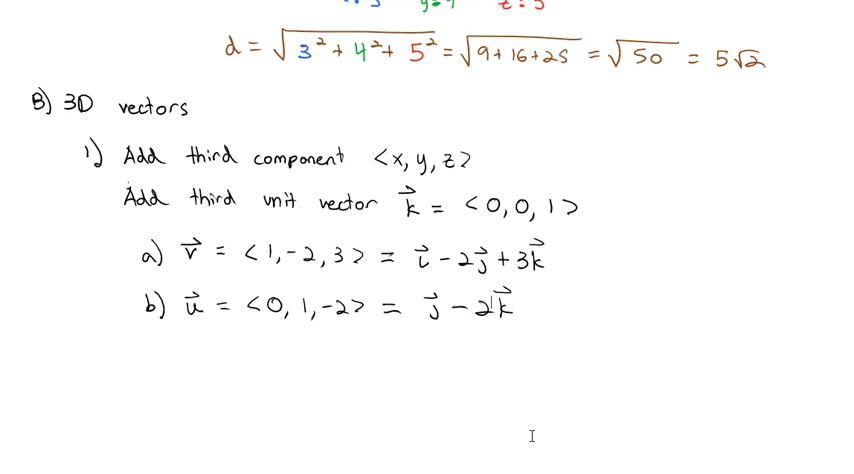 y=4
d = √(3² + 4² + 5²) = √(9+16+25) = √50 = 5√2
B) 3D vectors
1) Add third component <x, y, z>
Add third unit vector k⃗ = <0, 0, 1>
a) v⃗ = <1, -2, 3> = i⃗ - 2j⃗ + 3k⃗
b) u⃗ = <0, 1, -2> = j⃗ - 2k⃗